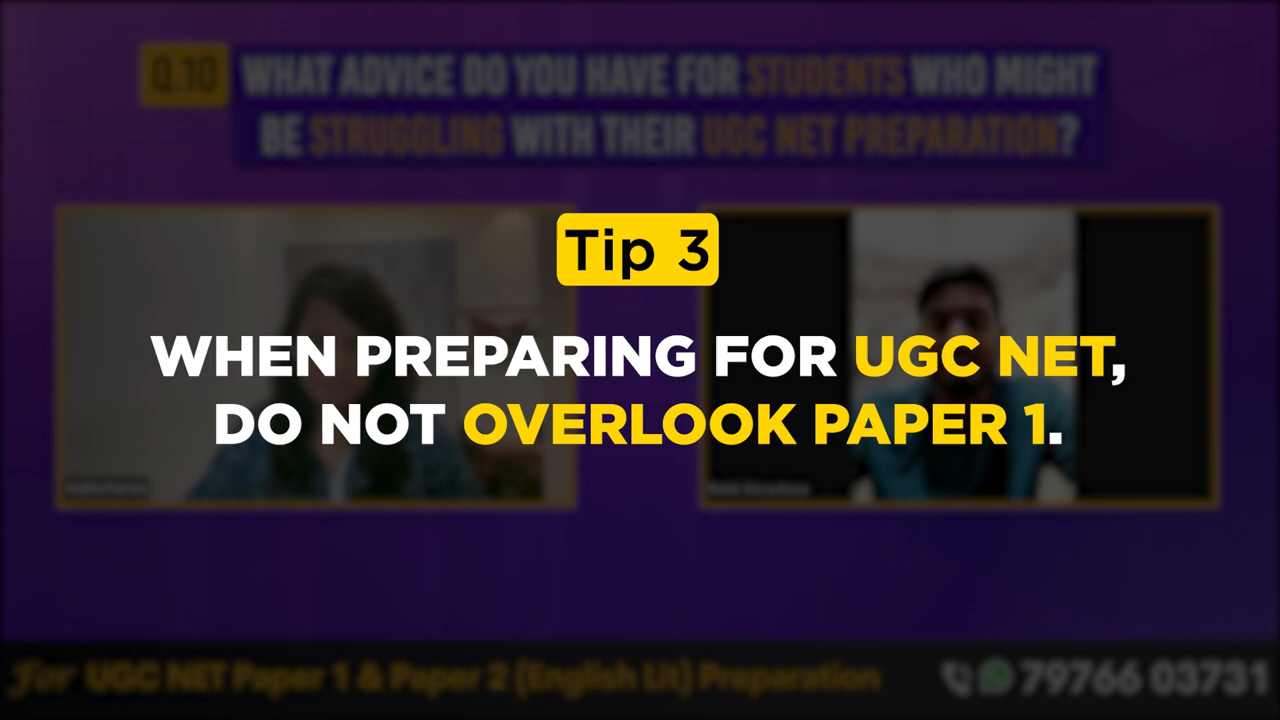 Q.10 WHAT ADVICE DO YOU HAVE FOR STUDENTS WHO MIGHT
BE STRUGGLING WITH THEIR UGC NET PREPARATION?
Tip 3
WHEN PREPARING FOR UGC NET,
DO NOT OVERLOOK PAPER 1.
for UGC NET Paper 1 & Paper 2 (English Lit) Preparation 79766 03731